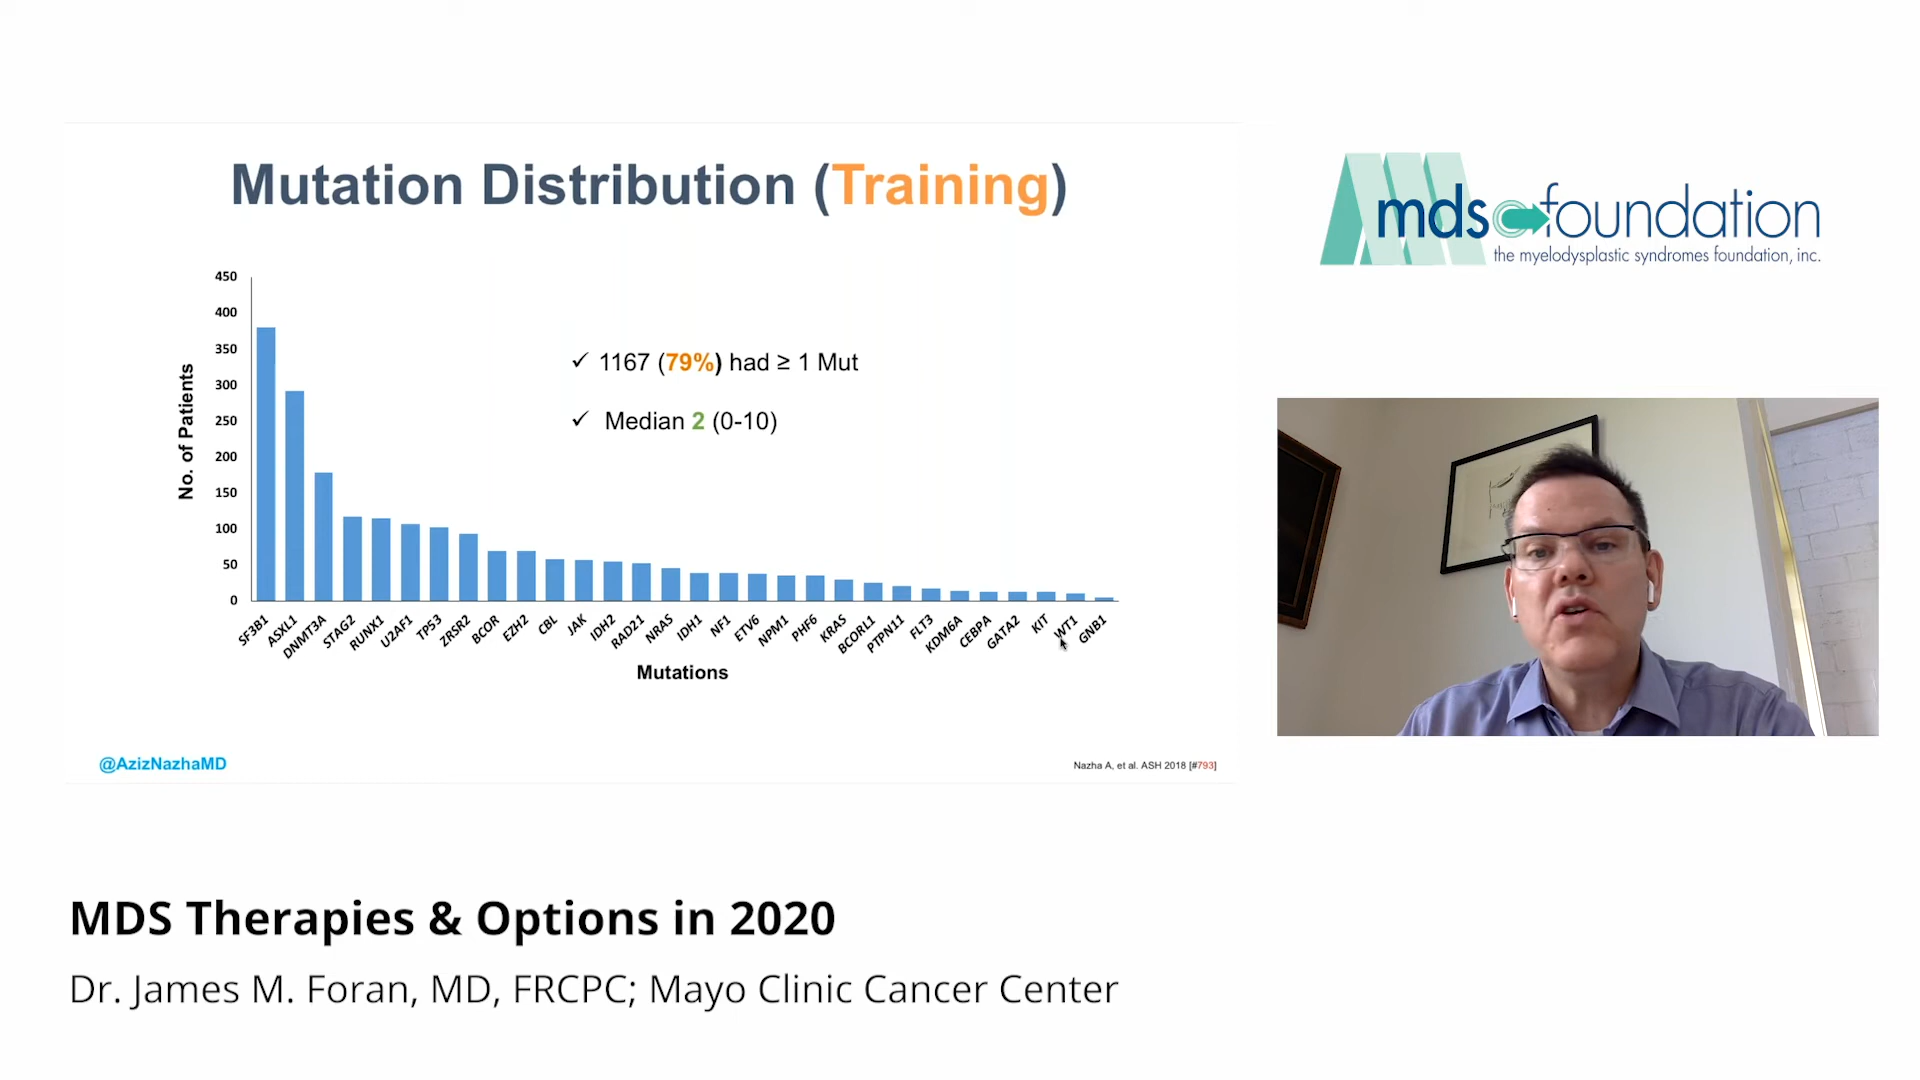 Mutation Distribution (Training)
450
400
350
300
250
200
150
100
50
0
No. of Patients
✓ 1167 (79%) had ≥ 1 Mut
✓ Median 2 (0-10)
SF3B1
ASXL1
DNMT3A
STAG2
RUNX1
U2AF1
TP53
ZRSR2
BCOR
EZH2
CBL
JAK
IDH2
RAD21
NRAS
IDH1
NF1
ETV6
NPM1
PHF6
KRAS
BCORL1
PTPN11
FLT3
KDM6A
CEBPA
GATA2
KIT
WT1
GNB1
Mutations
@AzizNazhaMD
Nazha A, et al. ASH 2018 [#793]
mds foundation
the myelodysplastic syndromes foundation, inc.
MDS Therapies & Options in 2020
Dr. James M. Foran, MD, FRCPC; Mayo Clinic Cancer Center